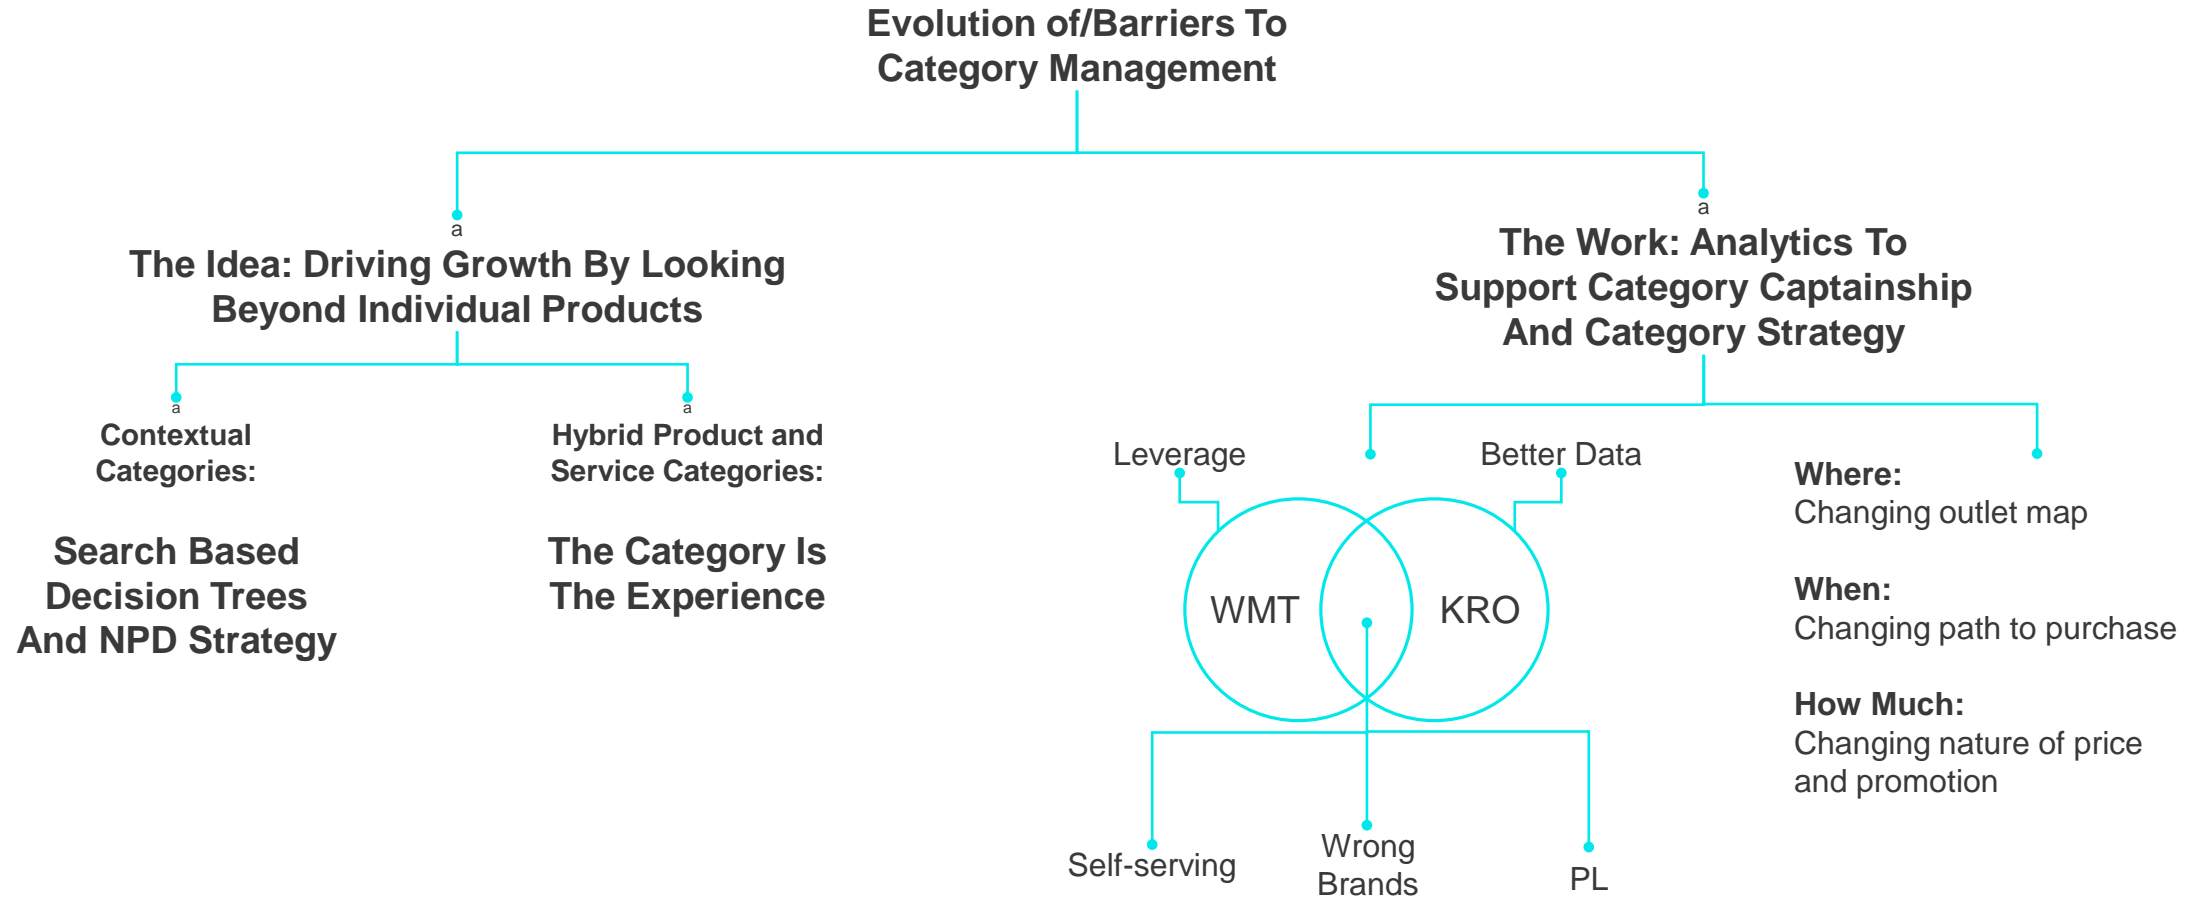 Evolution of/Barriers To
Category Management
a
The Idea: Driving Growth By Looking
Beyond Individual Products
a
Contextual
Categories:
Search Based
Decision Trees
And NPD Strategy
a
Hybrid Product and
Service Categories:
The Category Is
The Experience
a
The Work: Analytics To
Support Category Captainship
And Category Strategy
Leverage
Better Data
WMT
KRO
Self-serving
Wrong
Brands
PL
Where:
Changing outlet map
When:
Changing path to purchase
How Much:
Changing nature of price
and promotion